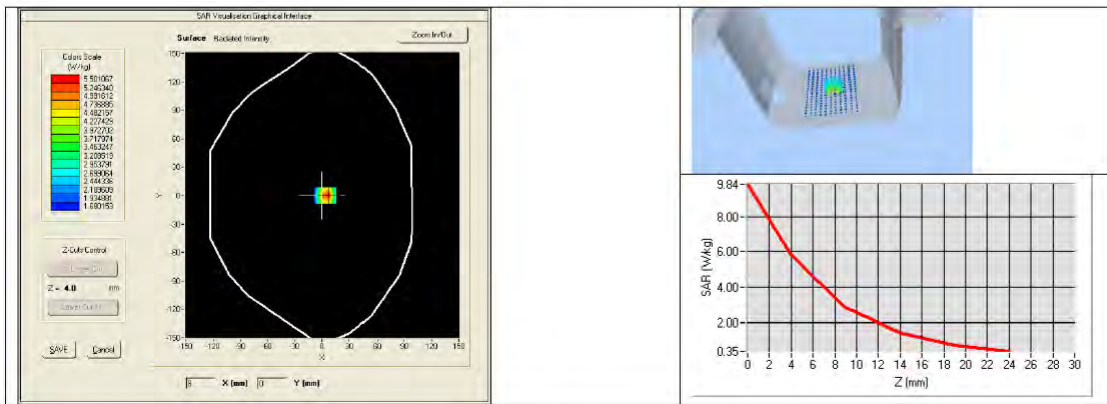 SAR Visualisation Graphical Interface
Surface Radiated Intensity
Zoom In/Out
Colors Scale
(W/kg)
5.501067
5.246340
4.991612
4.736885
4.482157
4.227429
3.972702
3.717974
3.463247
3.208519
2.953791
2.699064
2.444336
2.189609
1.934881
1.680153
Z-Cuts Control
Z = 4.0 mm
SAVE Cancel
150-
120-
90-
60-
30-
Y 0-
-30-
-60-
-90-
-120-
-150-
-150 -120 -90 -60 -30 0 30 60 90 120 150
X
8 X (mm) 0 Y (mm)
9.84
8.00
6.00
4.00
2.00
0.35
SAR (W/kg)
0 2 4 6 8 10 12 14 16 18 20 22 24 26 28 30
Z (mm)